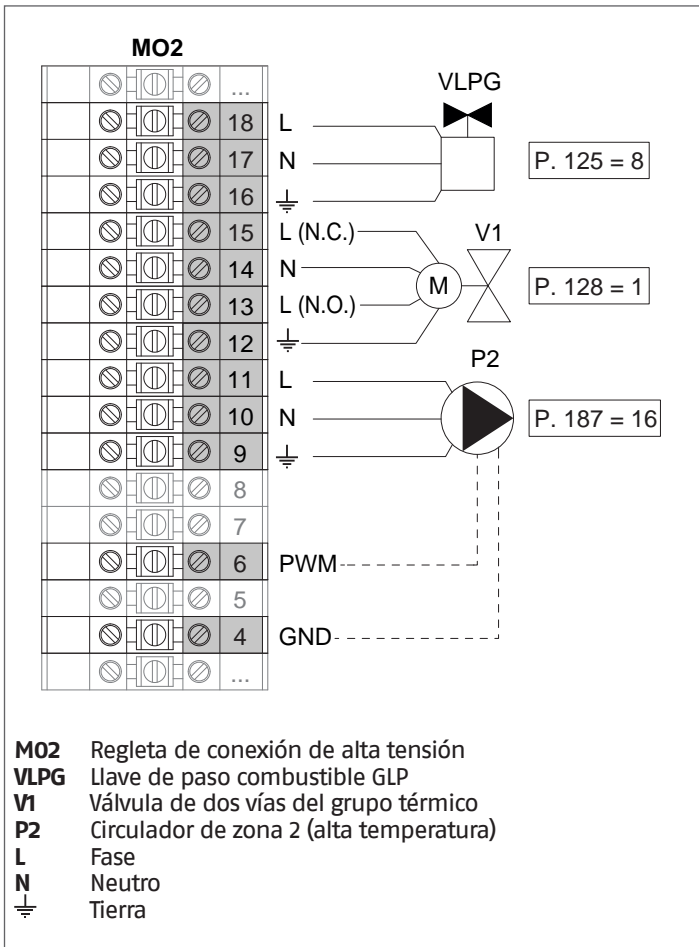 MO2
VLPG
...
18 L
17 N
P. 125 = 8
16
15 L (N.C.)
V1
14 N
M
P. 128 = 1
13 L (N.O.)
12
P2
11 L
10 N
P. 187 = 16
9
8
7
6 PWM
5
4 GND
...
M02 Regleta de conexión de alta tensión
VLPG Llave de paso combustible GLP
V1 Válvula de dos vías del grupo térmico
P2 Circulador de zona 2 (alta temperatura)
L Fase
N Neutro
⏚ Tierra